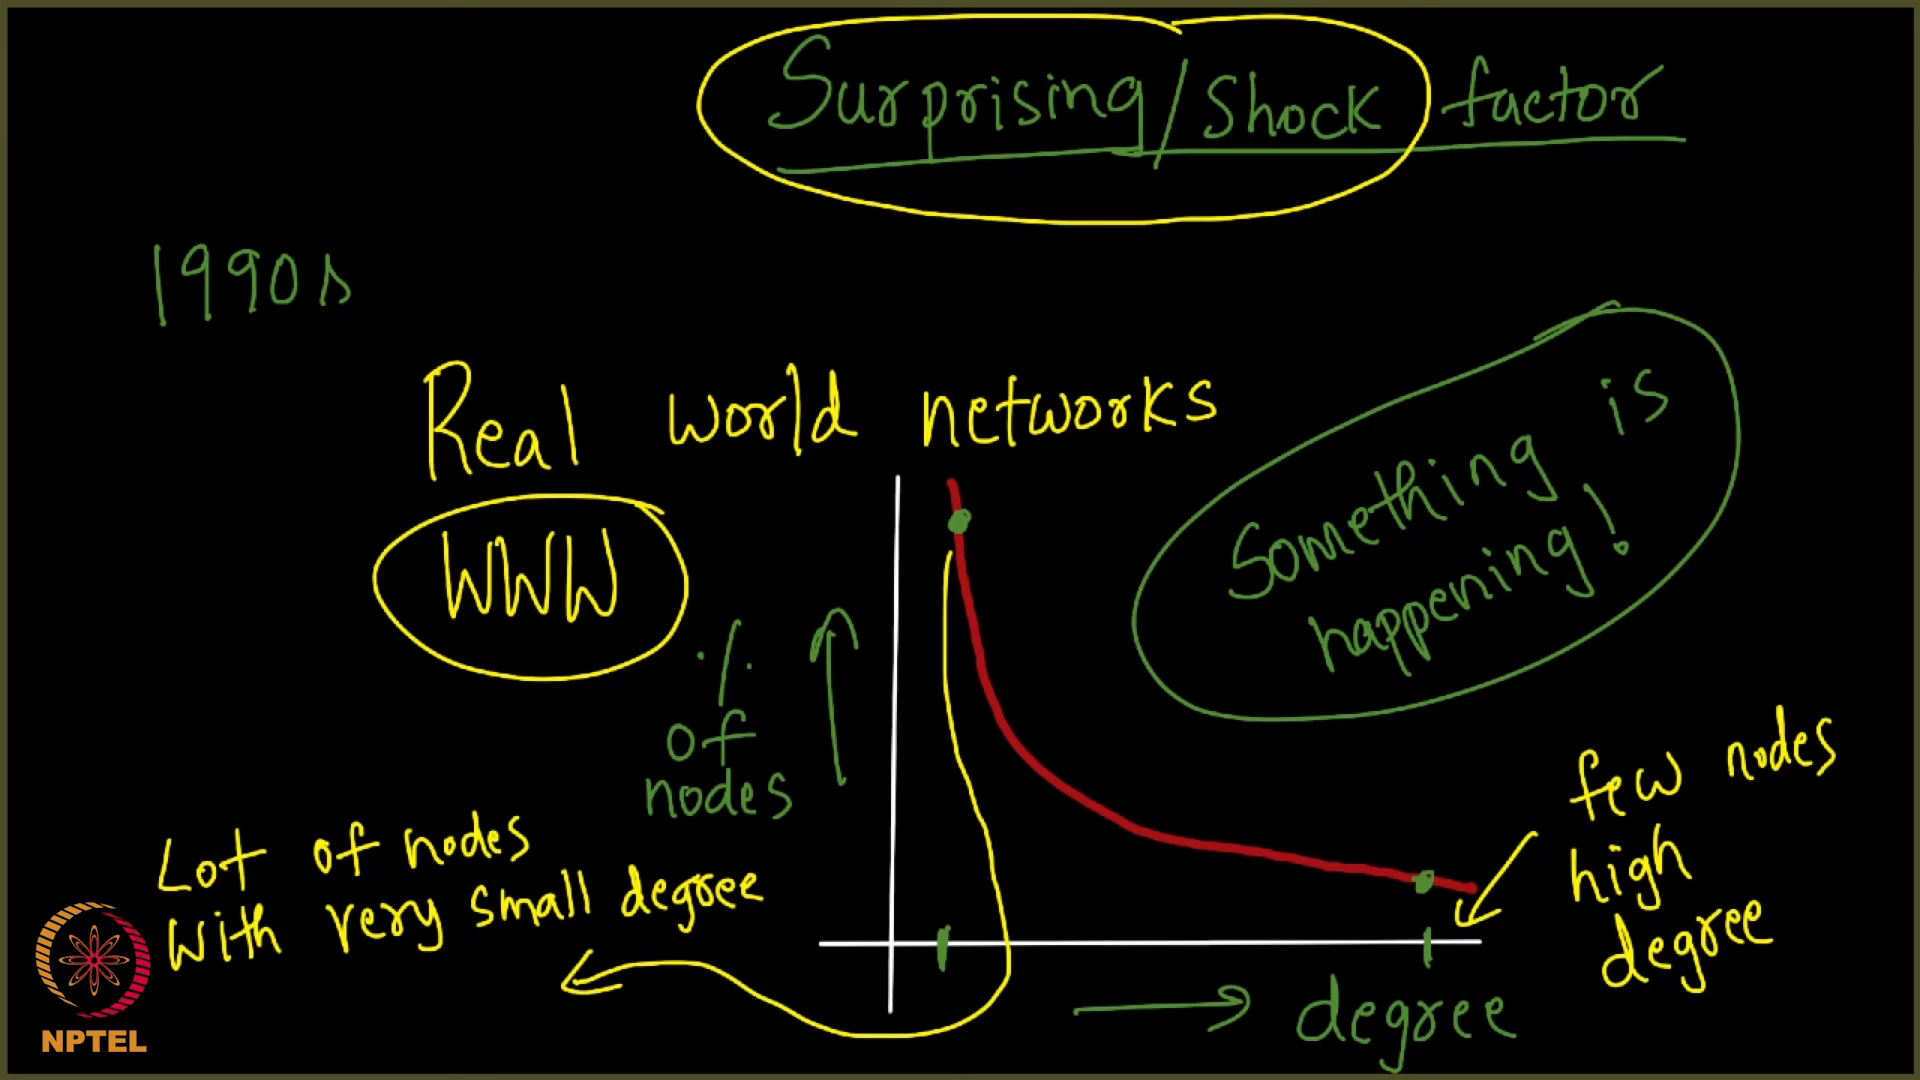 Surprising/Shock factor
1990s
Real world networks
WWW
Something is
happening!
%
of
nodes
few nodes
high
degree
Lot of nodes
With very small degree
degree
NPTEL